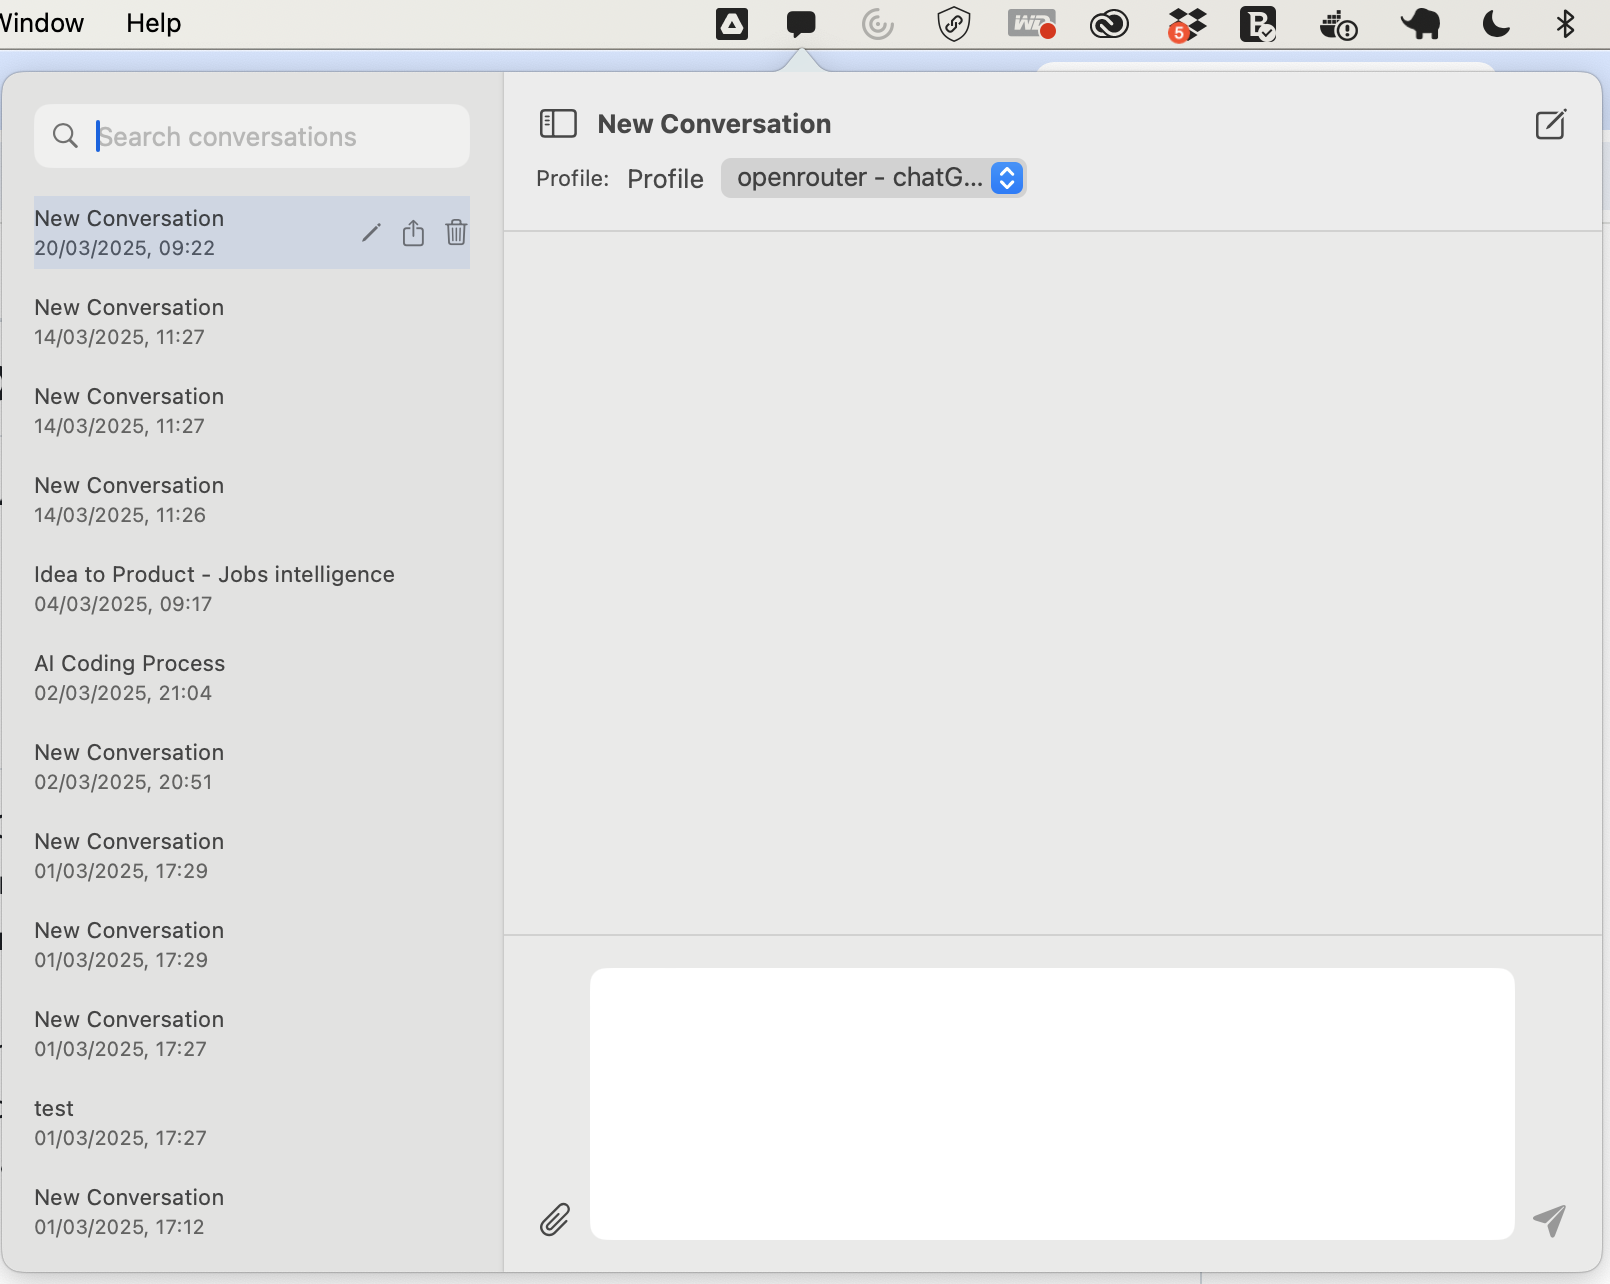 Window Help
WD
5
B
Search conversations
New Conversation
20/03/2025, 09:22
New Conversation
14/03/2025, 11:27
New Conversation
14/03/2025, 11:27
New Conversation
14/03/2025, 11:26
Idea to Product - Jobs intelligence
04/03/2025, 09:17
AI Coding Process
02/03/2025, 21:04
New Conversation
02/03/2025, 20:51
New Conversation
01/03/2025, 17:29
New Conversation
01/03/2025, 17:29
New Conversation
01/03/2025, 17:27
test
01/03/2025, 17:27
New Conversation
01/03/2025, 17:12
New Conversation
Profile: Profile openrouter - chatG...